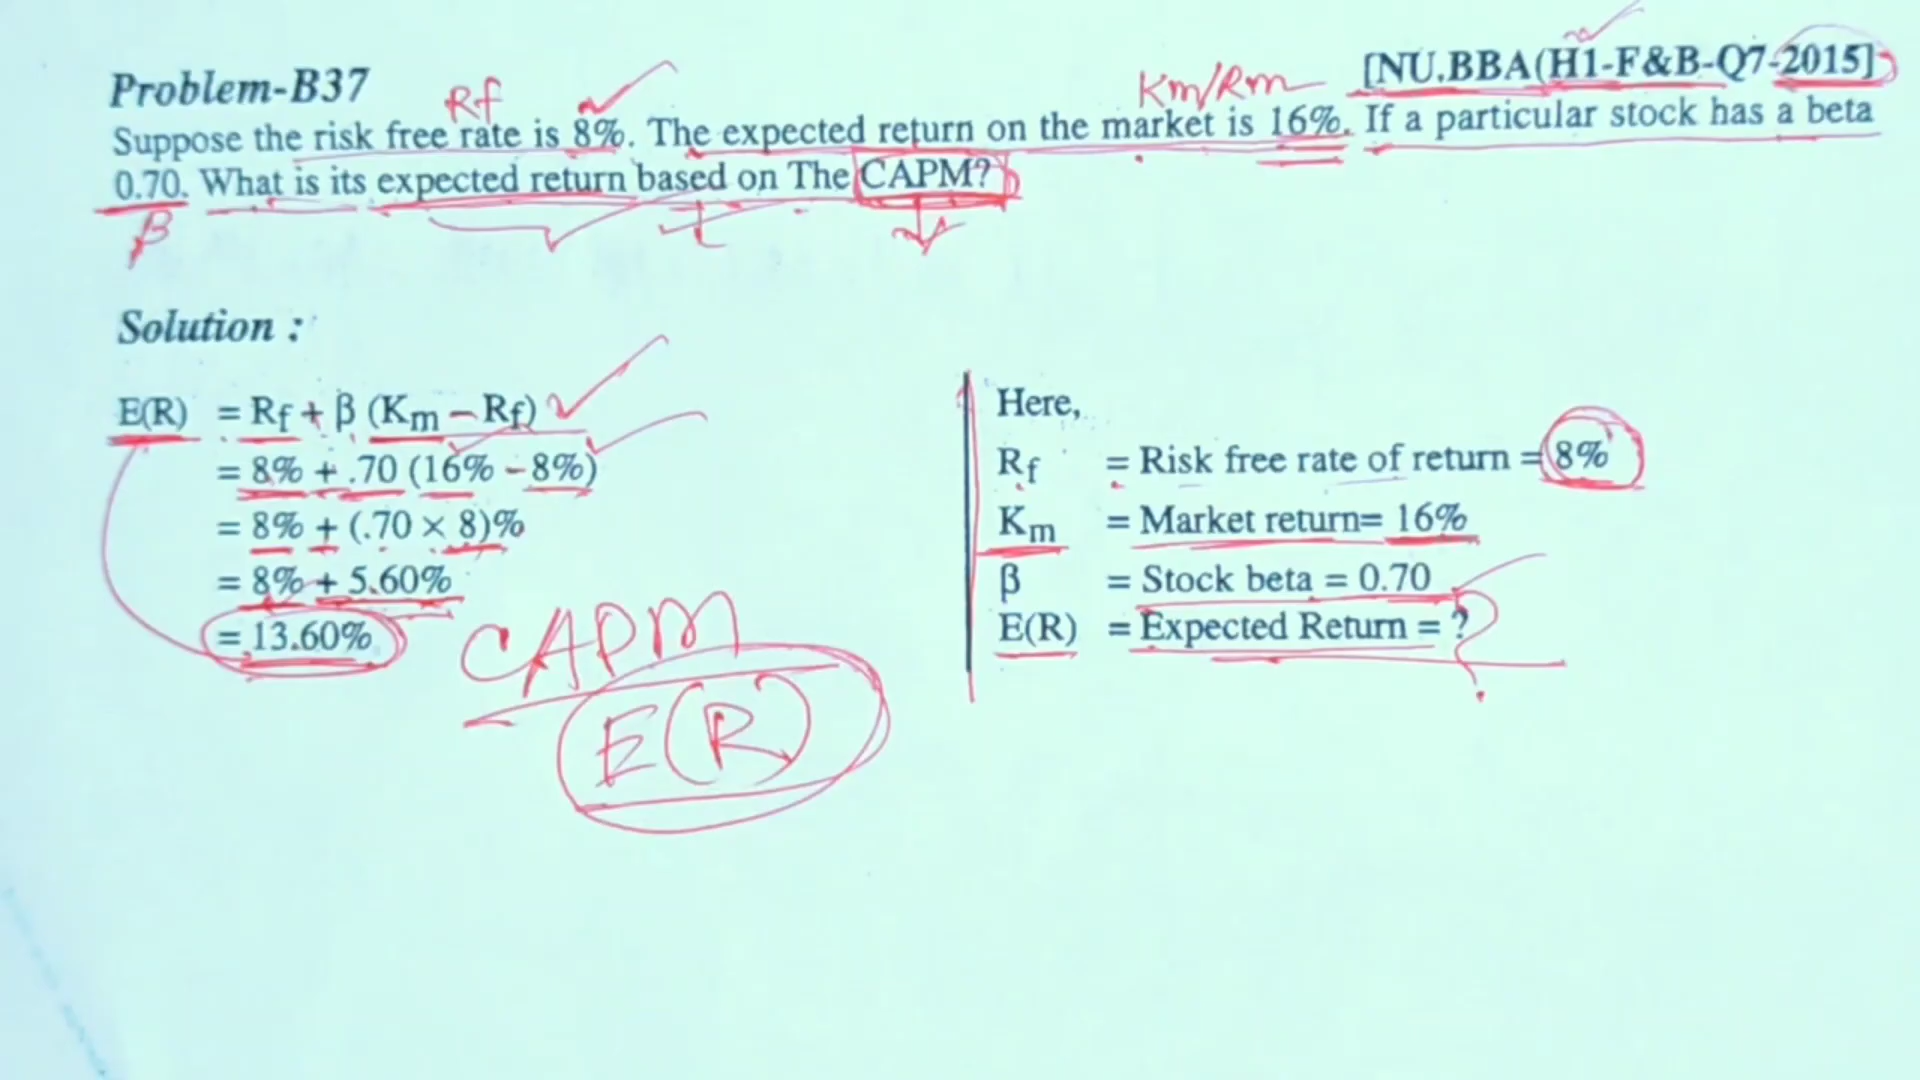 [NU.BBA(H1-F&B-Q7-2015]
Problem-B37
Rf
Km/Rm
Suppose the risk free rate is 8%. The expected return on the market is 16%. If a particular stock has a beta
0.70. What is its expected return based on The CAPM?
β
Solution :
E(R) = Rf + β (Km – Rf)
= 8% + .70 (16% – 8%)
= 8% + (.70 × 8)%
= 8% + 5.60%
= 13.60%
CAPM
E(R)
Here,
Rf = Risk free rate of return = 8%
Km = Market return= 16%
β = Stock beta = 0.70
E(R) = Expected Return = ?